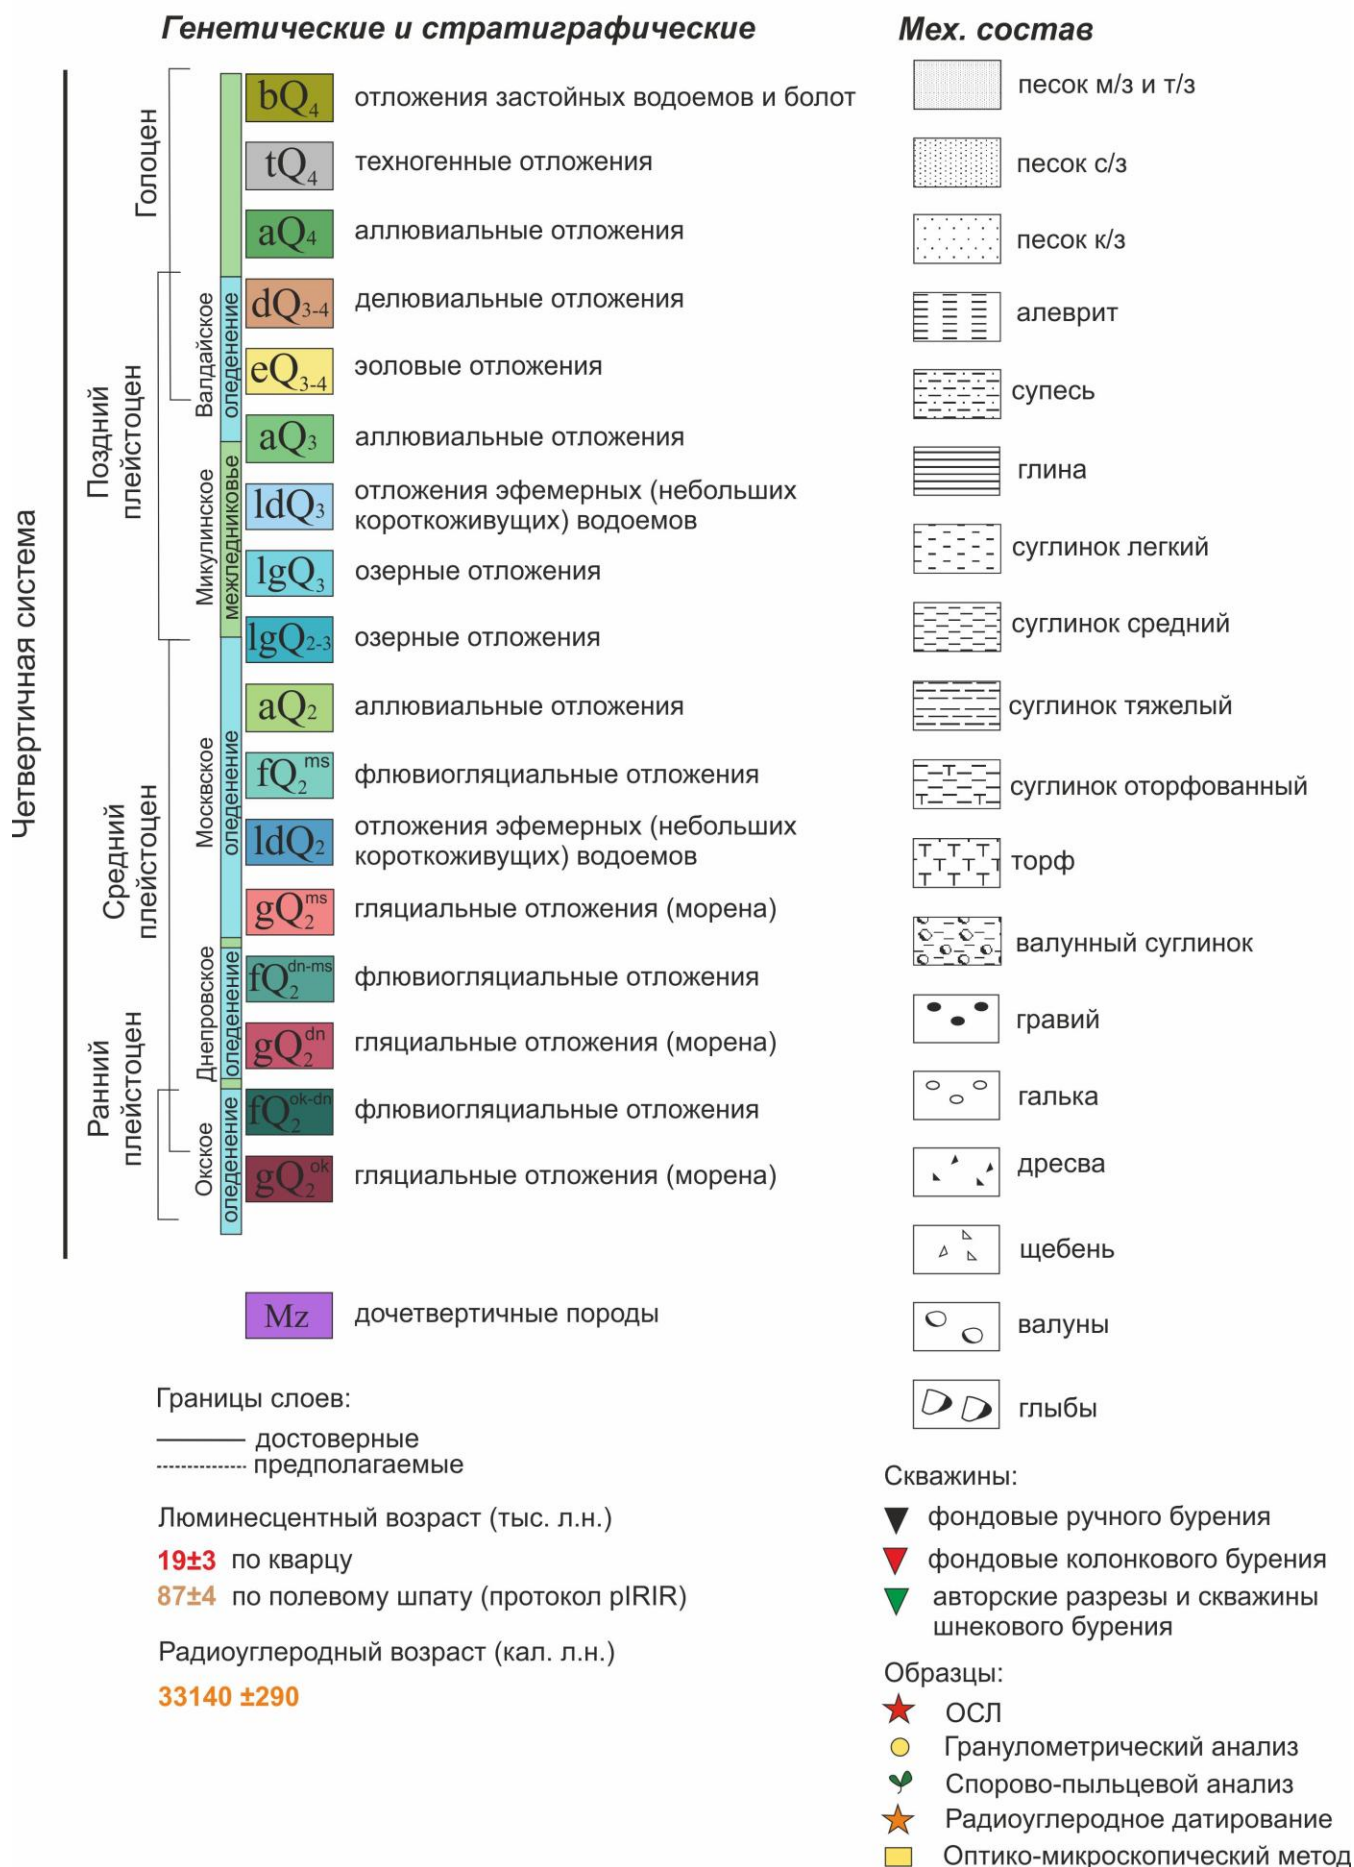 Генетические и стратиграфические
Четвертичная система
Голоцен
Поздний
плейстоцен
Средний
плейстоцен
Ранний
плейстоцен
Валдайское
оледенение
Микулинское
межледниковье
Московское
оледенение
Днепровское
оледенение
Окское
оледенение
bQ4 отложения застойных водоемов и болот
tQ4 техногенные отложения
aQ4 аллювиальные отложения
dQ3-4 делювиальные отложения
eQ3-4 эоловые отложения
aQ3 аллювиальные отложения
ldQ3 отложения эфемерных (небольших
короткоживущих) водоемов
lgQ3 озерные отложения
lgQ2-3 озерные отложения
aQ2 аллювиальные отложения
fQ2ms флювиогляциальные отложения
ldQ2 отложения эфемерных (небольших
короткоживущих) водоемов
gQ2ms гляциальные отложения (морена)
fQ2dn-ms флювиогляциальные отложения
gQ2dn гляциальные отложения (морена)
fQ2ok-dn флювиогляциальные отложения
gQ2ok гляциальные отложения (морена)
Mz дочетвертичные породы
Границы слоев:
достоверные
предполагаемые
Люминесцентный возраст (тыс. л.н.)
19±3 по кварцу
87±4 по полевому шпату (протокол pIRIR)
Радиоуглеродный возраст (кал. л.н.)
33140 ±290
Мех. состав
песок м/з и т/з
песок с/з
песок к/з
алеврит
супесь
глина
суглинок легкий
суглинок средний
суглинок тяжелый
суглинок оторфованный
торф
валунный суглинок
гравий
галька
дресва
щебень
валуны
глыбы
Скважины:
фондовые ручного бурения
фондовые колонкового бурения
авторские разрезы и скважины
шнекового бурения
Образцы:
ОСЛ
Гранулометрический анализ
Спорово-пыльцевой анализ
Радиоуглеродное датирование
Оптико-микроскопический метод